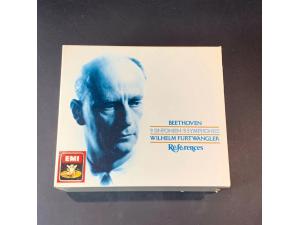 BEETHOVEN
9 SINFONIEN · 9 SYMPHONIES
WILHELM FURTWÄNGLER
Références
EMI